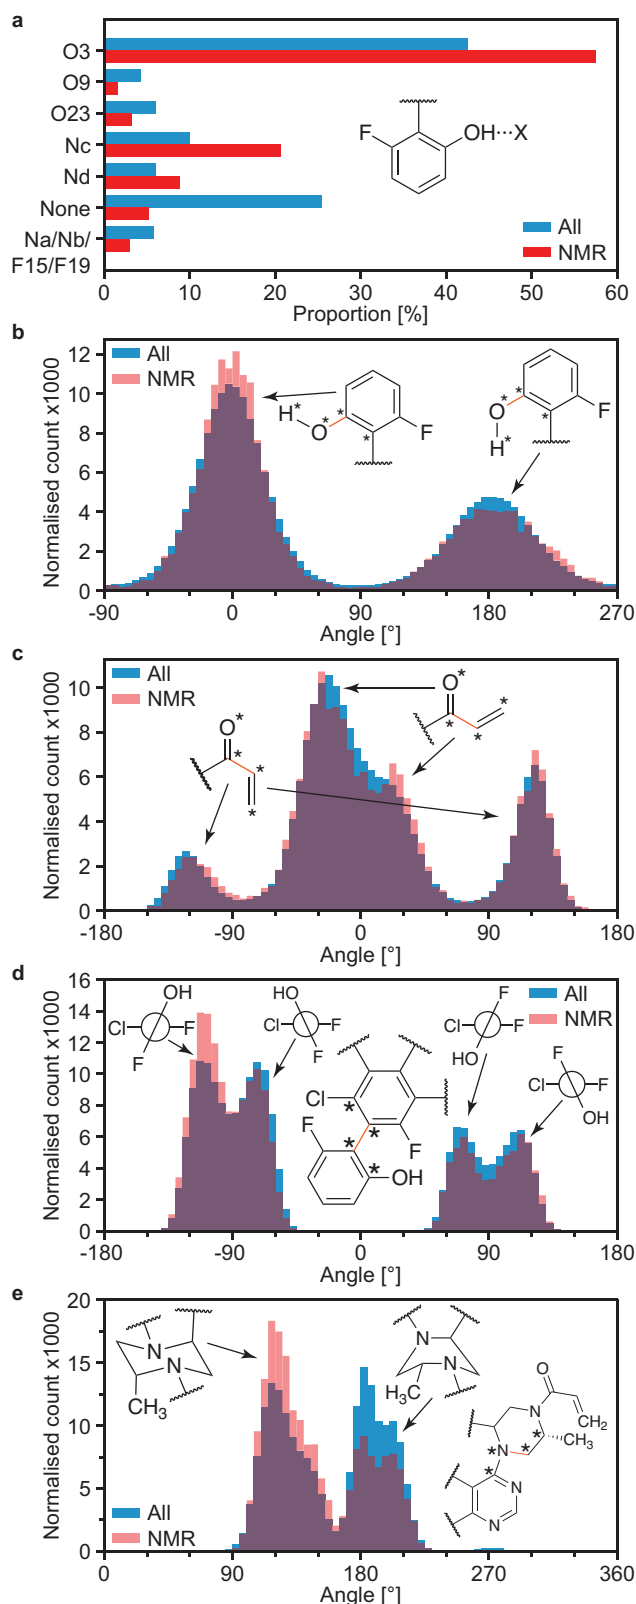 a
O3
O9
O23
Nc
Nd
None
Na/Nb/
F15/F19
F
OH···X
All
NMR
0 10 20 30 40 50 60
Proportion [%]
b
All
NMR
Normalised count x1000
12
10
8
6
4
2
0
H*
O
*
*
*
F
*
O
*
*
H*
F
-90 0 90 180 270
Angle [°]
c
All
NMR
Normalised count x1000
10
8
6
4
2
0
O*
*
*
*
O*
*
*
*
-180 -90 0 90 180
Angle [°]
d
All
NMR
Normalised count x1000
16
14
12
10
8
6
4
2
0
OH
Cl
F
F
HO
Cl
F
F
Cl
*
F
*
*
F
*
OH
F
Cl
F
HO
F
Cl
F
OH
-180 -90 0 90 180
Angle [°]
e
Normalised count x1000
20
15
10
5
0
N
N
CH3
N
N
H3C
O
N
CH2
*
CH3
*N
*
*
N
N
All
NMR
0 90 180 270 360
Angle [°]